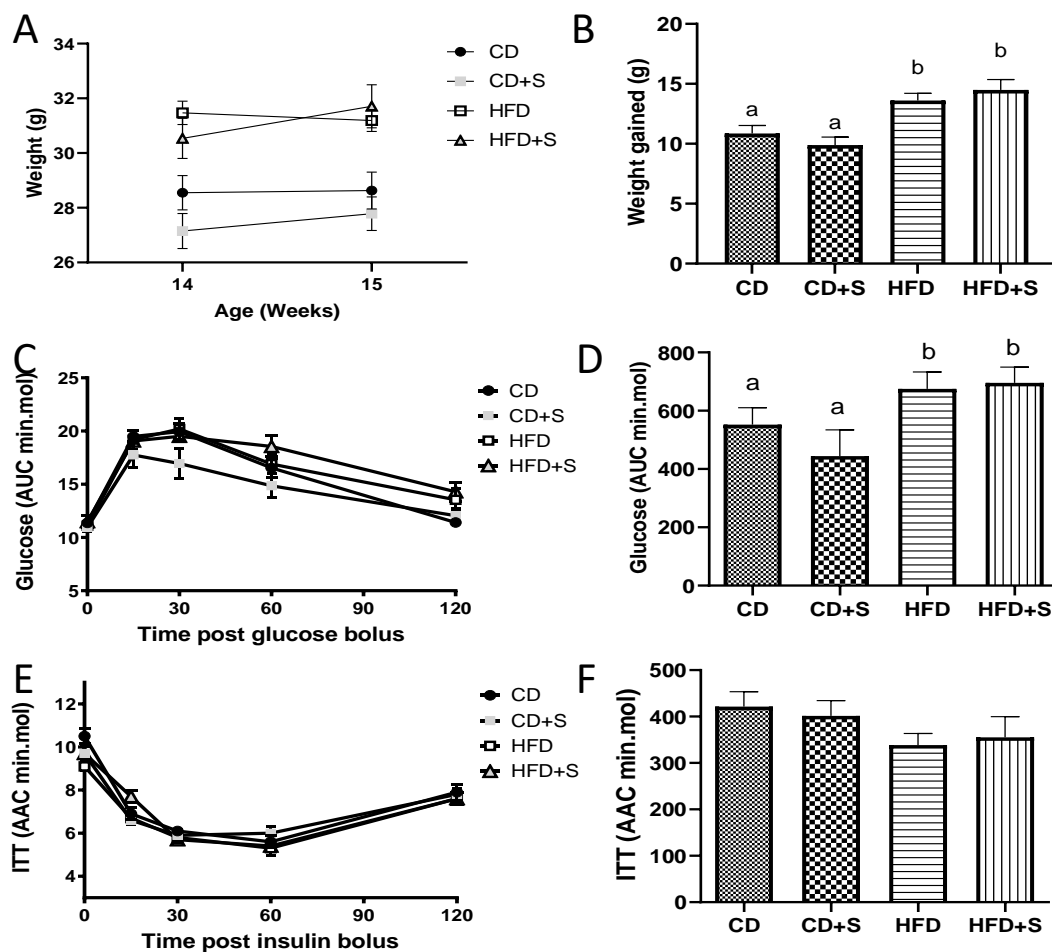 A
Weight (g)
34
32
30
28
26
14
15
Age (Weeks)
CD
CD+S
HFD
HFD+S
B
Weight gained (g)
20
15
10
5
0
a
a
b
b
CD
CD+S
HFD
HFD+S
C
Glucose (AUC min.mol)
25
20
15
10
5
0
30
60
90
120
Time post glucose bolus
CD
CD+S
HFD
HFD+S
D
Glucose (AUC min.mol)
800
600
400
200
0
a
a
b
b
CD
CD+S
HFD
HFD+S
E
ITT (AAC min.mol)
12
10
8
6
4
0
30
60
90
120
Time post insulin bolus
CD
CD+S
HFD
HFD+S
F
ITT (AAC min.mol)
500
400
300
200
100
0
CD
CD+S
HFD
HFD+S